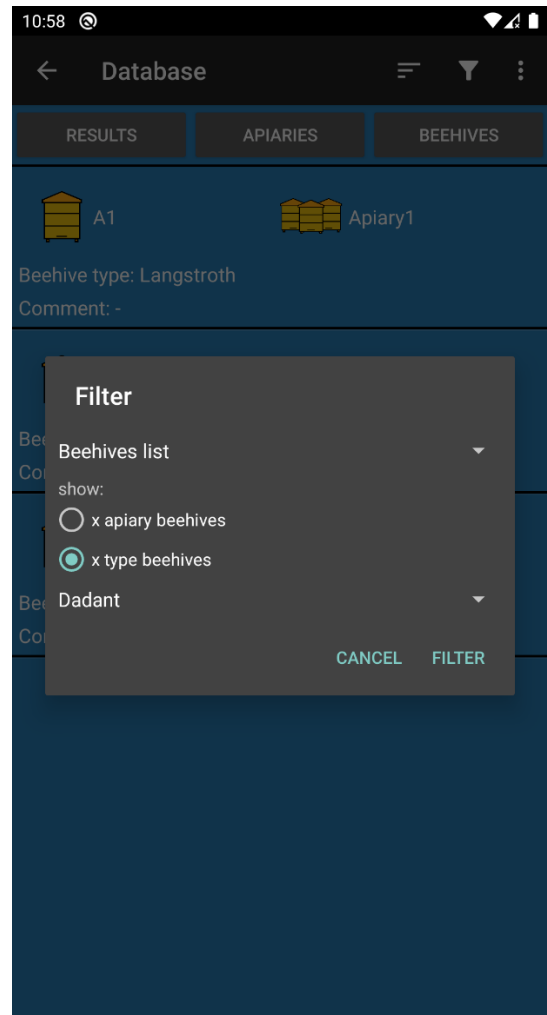 10:58
Database
RESULTS APIARIES BEEHIVES
A1 Apiary1
Beehive type: Langstroth
Comment: -
Filter
Beehives list
show:
x apiary beehives
x type beehives
Dadant
CANCEL FILTER